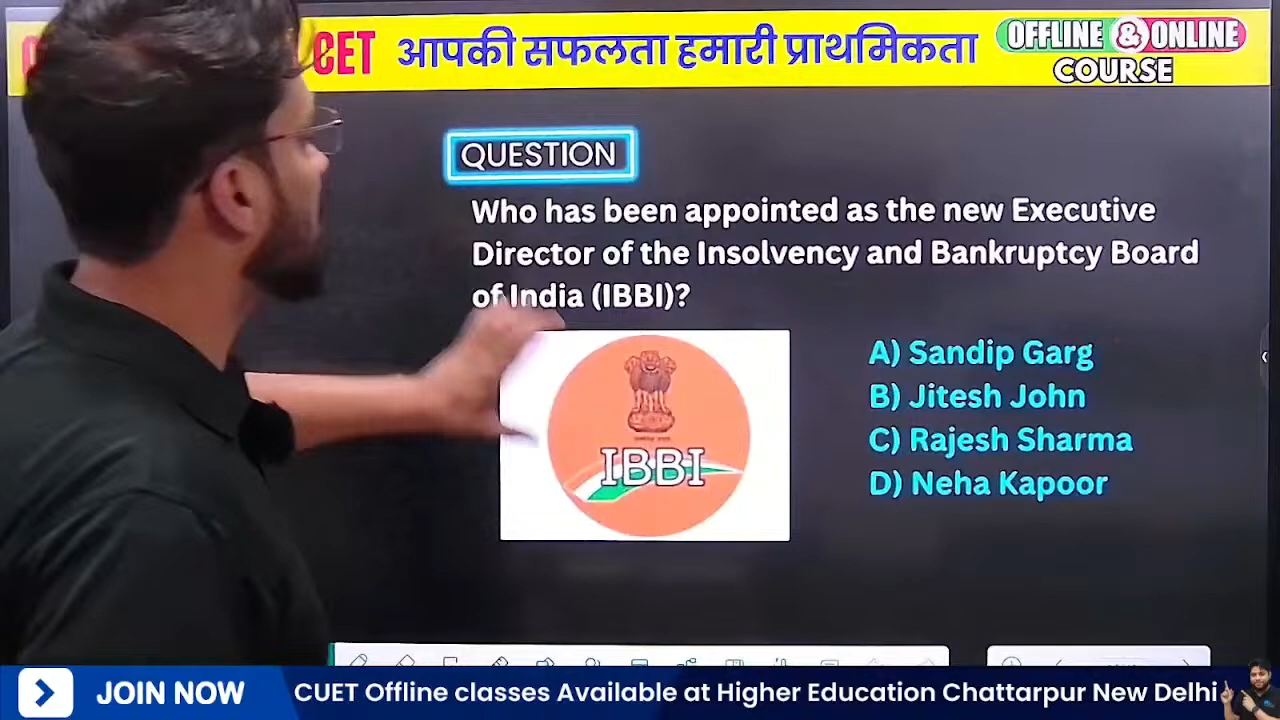 CET आपकी सफलता हमारी प्राथमिकता OFFLINE & ONLINE
COURSE
QUESTION
Who has been appointed as the new Executive
Director of the Insolvency and Bankruptcy Board
of India (IBBI)?
IBBI
A) Sandip Garg
B) Jitesh John
C) Rajesh Sharma
D) Neha Kapoor
JOIN NOW
CUET Offline classes Available at Higher Education Chattarpur New Delhi